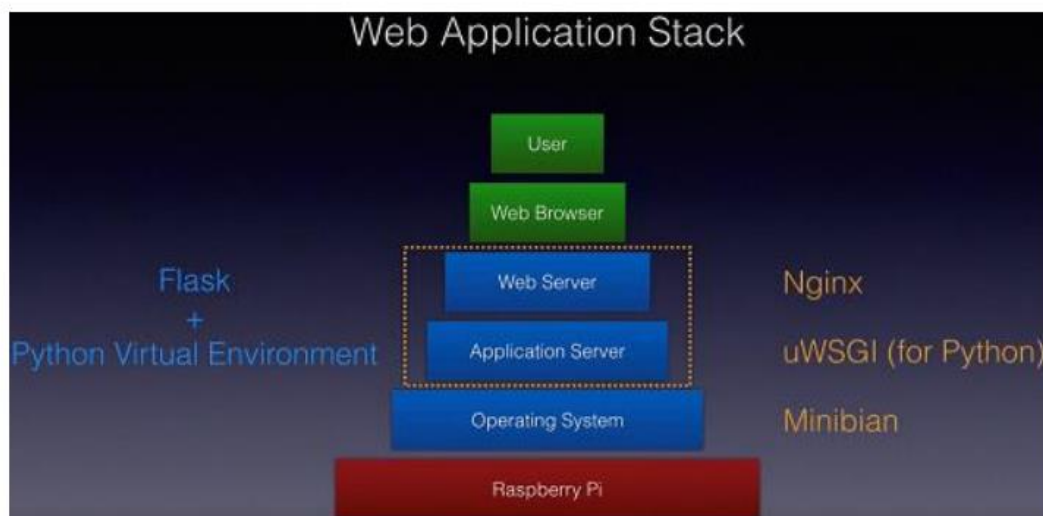 Web Application Stack
User
Web Browser
Web Server
Application Server
Operating System
Raspberry Pi
Flask
+
Python Virtual Environment
Nginx
uWSGI (for Python)
Minibian